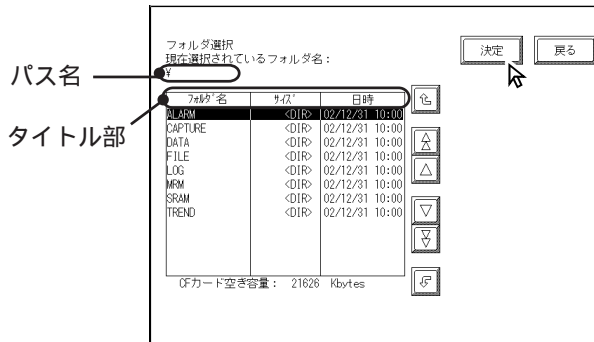 フォルダ選択
現在選択されているフォルダ名：
¥
決定
戻る
パス名
タイトル部
ﾌｫﾙﾀﾞ名 ｻｲｽﾞ 日時
ALARM <DIR> 02/12/31 10:00
CAPTURE <DIR> 02/12/31 10:00
DATA <DIR> 02/12/31 10:00
FILE <DIR> 02/12/31 10:00
LOG <DIR> 02/12/31 10:00
MRM <DIR> 02/12/31 10:00
SRAM <DIR> 02/12/31 10:00
TREND <DIR> 02/12/31 10:00
CFカード空き容量： 21626 Kbytes